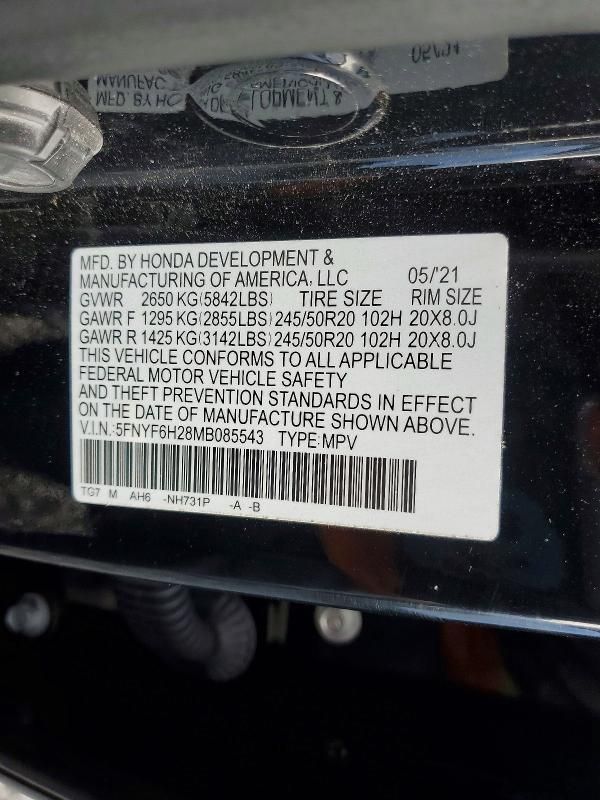 MFD. BY HONDA DEVELOPMENT &
MANUFACTURING OF AMERICA, LLC 05/'21
GVWR 2650 KG(5842LBS) TIRE SIZE RIM SIZE
GAWR F 1295 KG(2855LBS) 245/50R20 102H 20X8.0J
GAWR R 1425 KG(3142LBS) 245/50R20 102H 20X8.0J
THIS VEHICLE CONFORMS TO ALL APPLICABLE
FEDERAL MOTOR VEHICLE SAFETY
AND THEFT PREVENTION STANDARDS IN EFFECT
ON THE DATE OF MANUFACTURE SHOWN ABOVE.
V.I.N.:5FNYF6H28MB085543 TYPE:MPV
TG7 M AH6 -NH731P -A -B